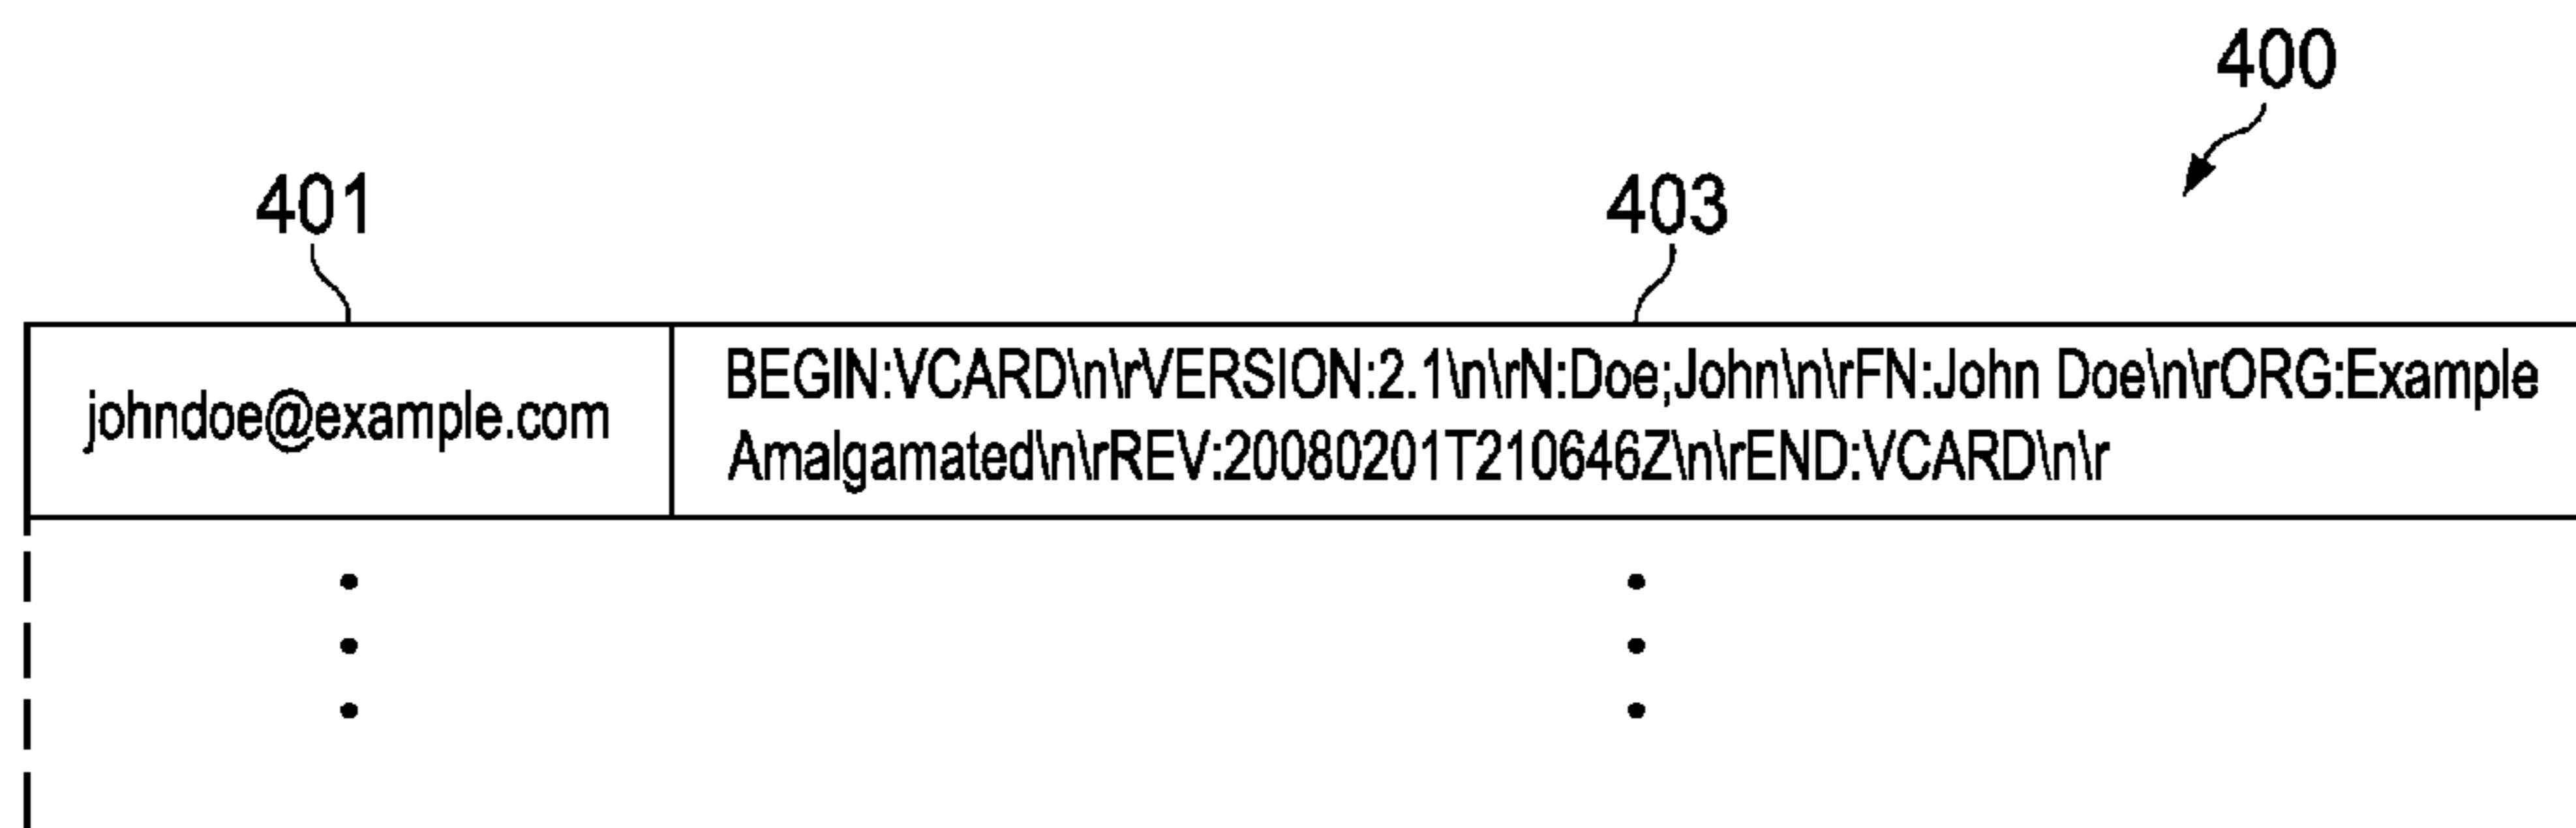 400
401
403
johndoe@example.com
BEGIN:VCARD\n\rVERSION:2.1\n\rN:Doe;John\n\rFN:John Doe\n\rORG:Example
Amalgamated\n\rREV:20080201T210646Z\n\rEND:VCARD\n\r